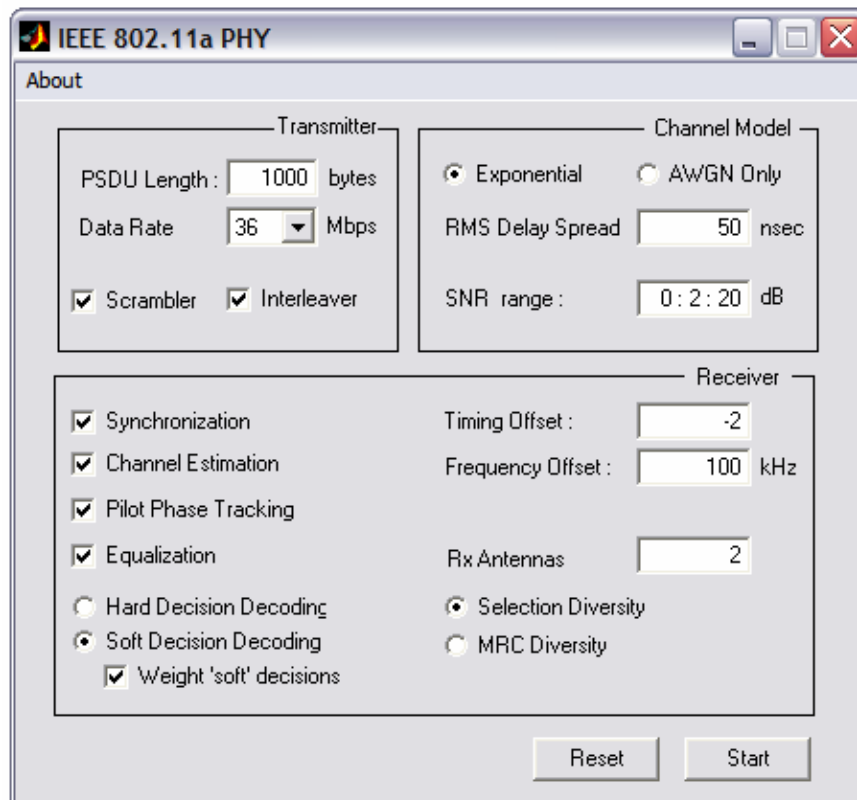 IEEE 802.11a PHY
About
Transmitter
PSDU Length : 1000 bytes
Data Rate 36 Mbps
Scrambler Interleaver
Channel Model
Exponential AWGN Only
RMS Delay Spread 50 nsec
SNR range : 0 : 2 : 20 dB
Receiver
Synchronization
Channel Estimation
Pilot Phase Tracking
Equalization
Hard Decision Decoding
Soft Decision Decoding
Weight 'soft' decisions
Timing Offset : -2
Frequency Offset : 100 kHz
Rx Antennas 2
Selection Diversity
MRC Diversity
Reset Start